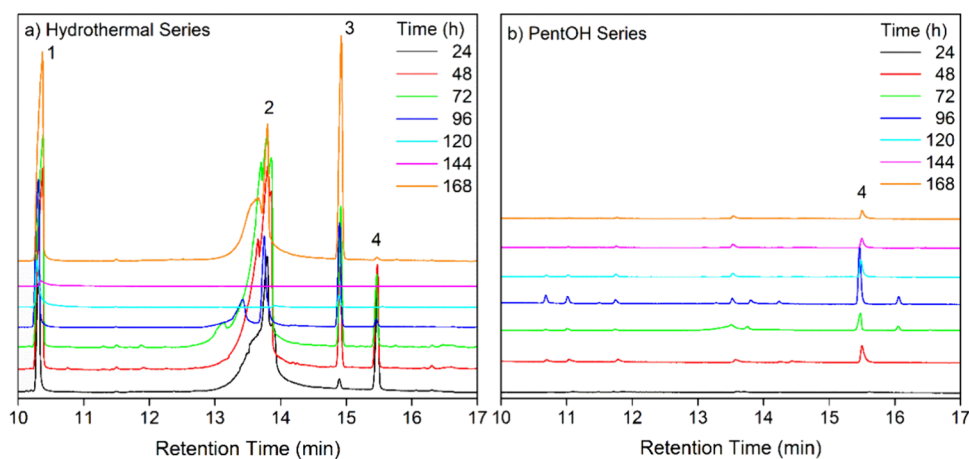 a) Hydrothermal Series
Time (h)
24
48
72
96
120
144
168
1
2
3
4
10 11 12 13 14 15 16 17
Retention Time (min)
b) PentOH Series
Time (h)
24
48
72
96
120
144
168
4
10 11 12 13 14 15 16 17
Retention Time (min)